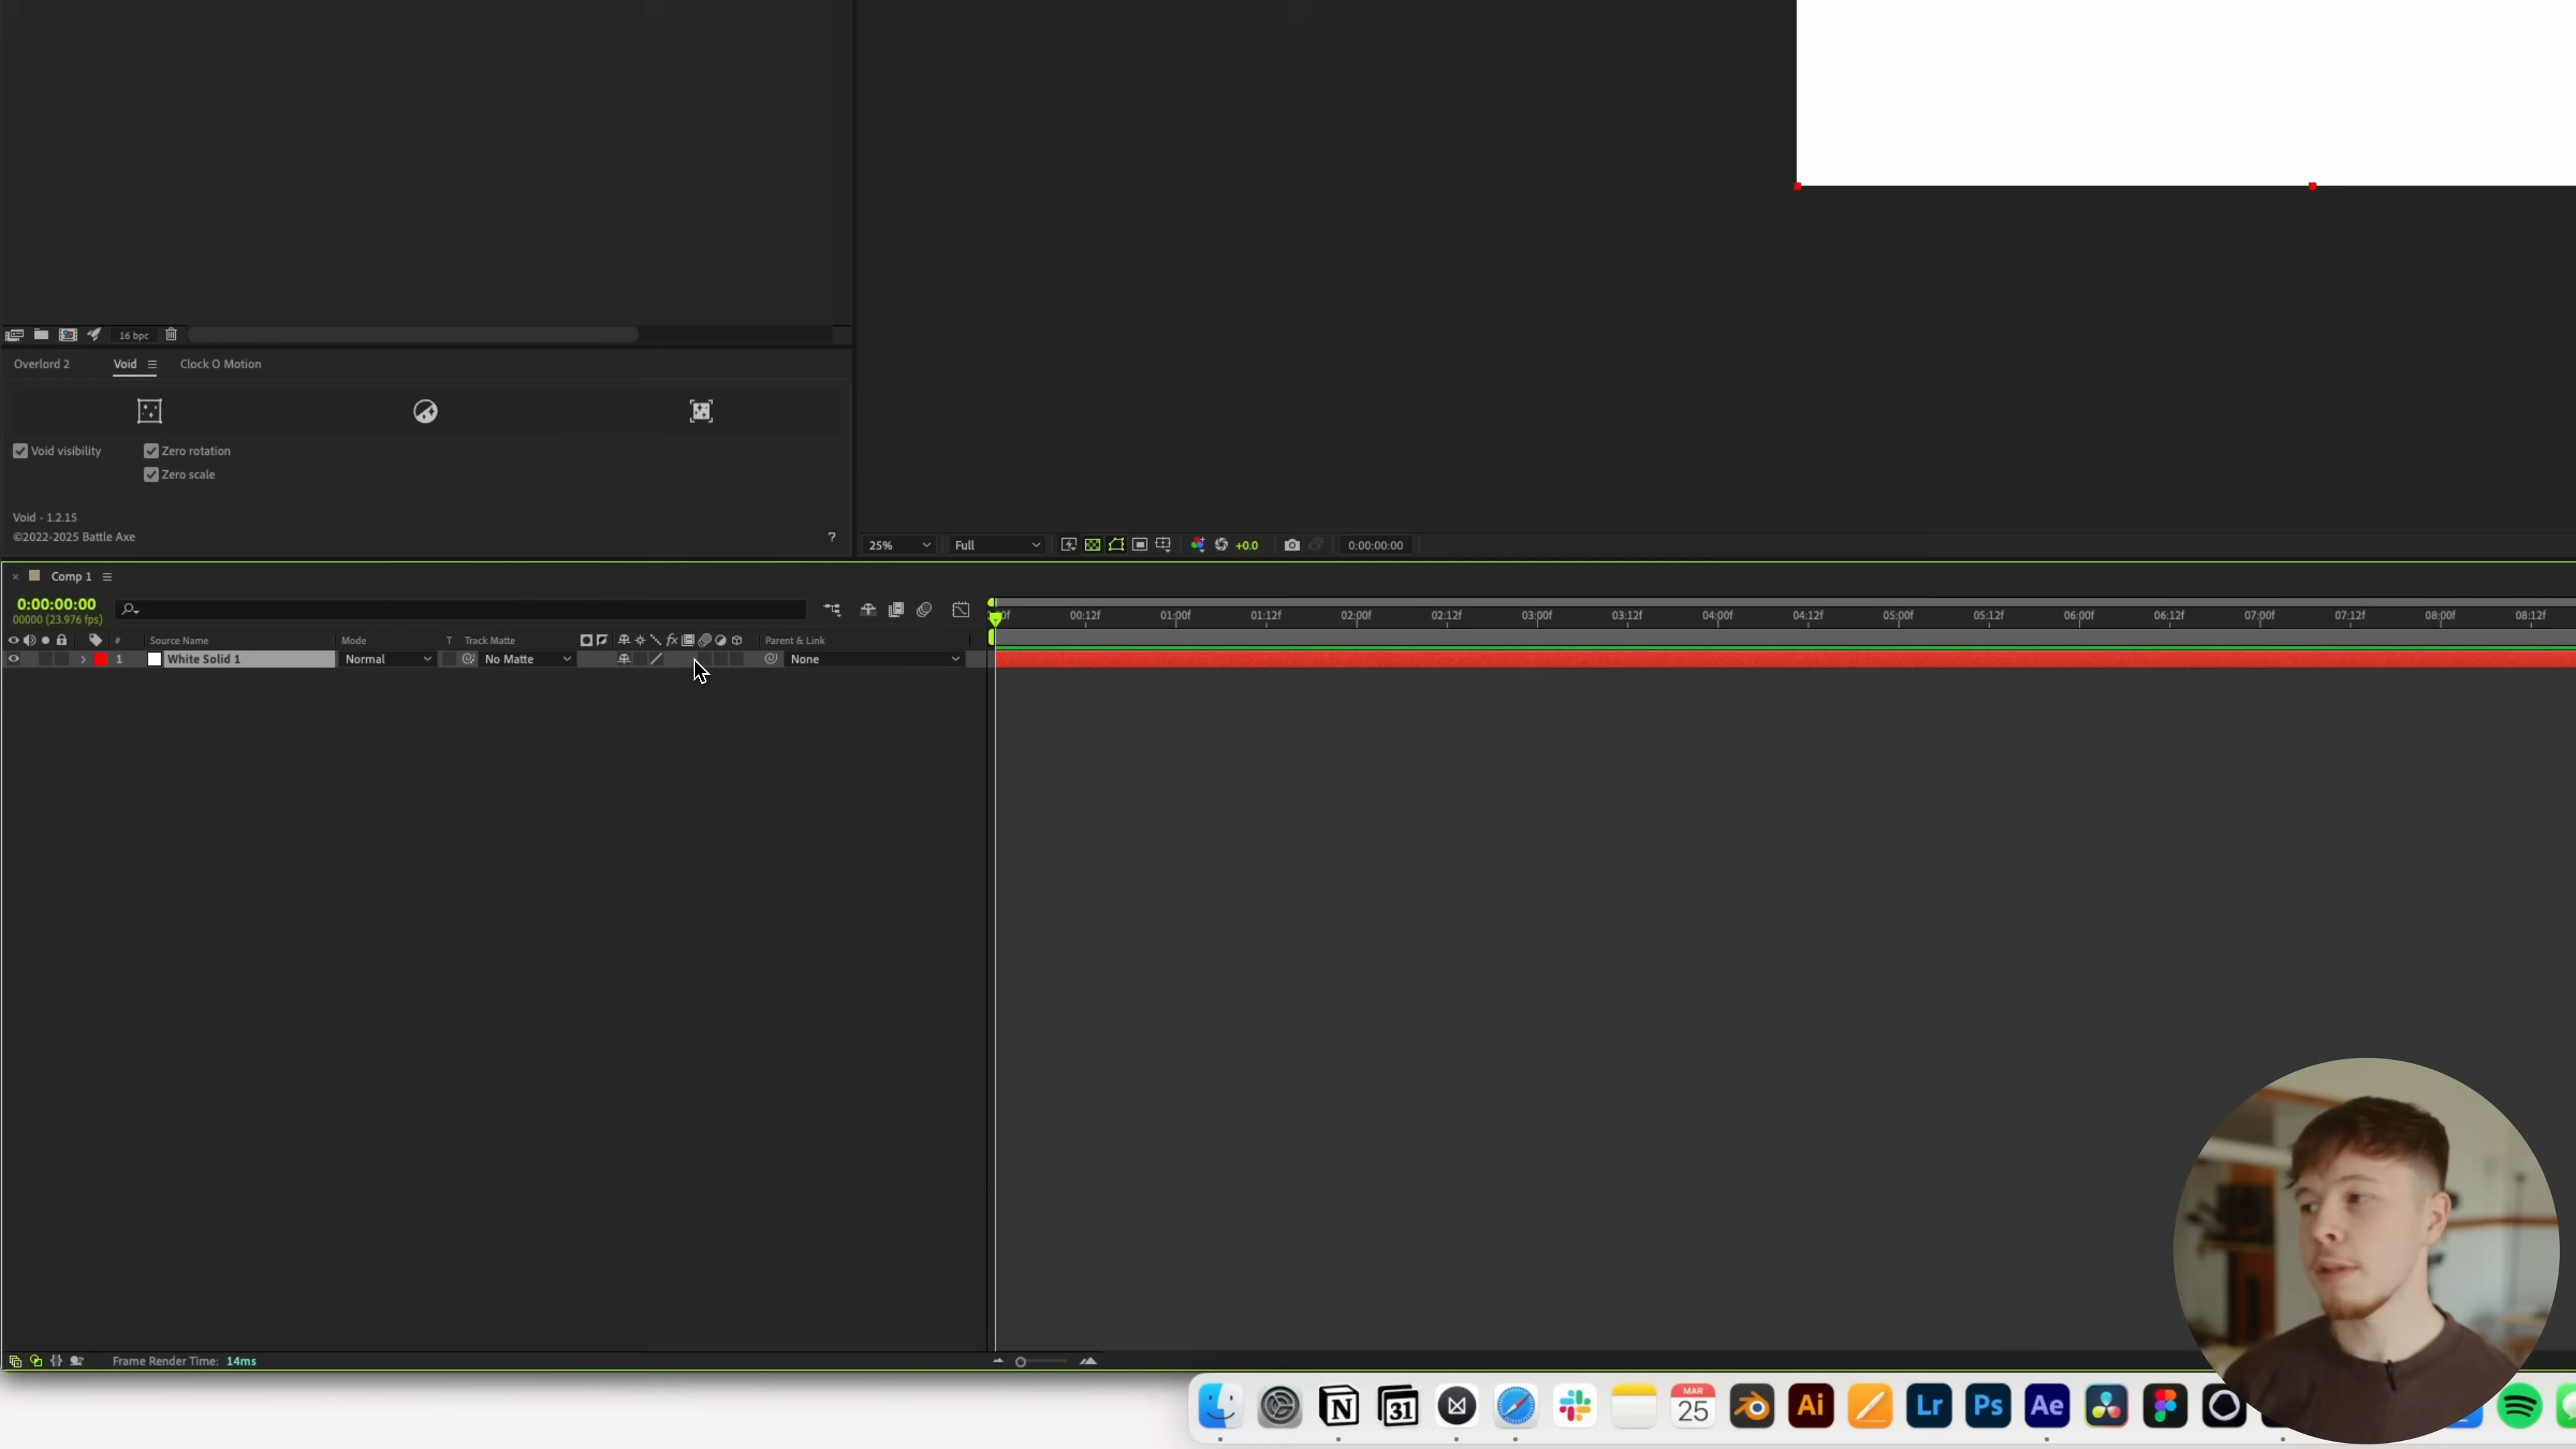 16 bpc
Overlord 2 Void Clock O Motion
Void visibility Zero rotation
Zero scale
Void - 1.2.15
©2022-2025 Battle Axe ?
25% Full +0.0 0:00:00:00
Comp 1
0:00:00:00
00000 (23.976 fps)
00:12f 01:00f 01:12f 02:00f 02:12f 03:00f 03:12f 04:00f 04:12f 05:00f 05:12f 06:00f 06:12f 07:00f 07:12f 08:00f 08:12f
# Source Name Mode T Track Matte fx Parent & Link
1 White Solid 1 Normal No Matte None
Frame Render Time: 14ms
N 31 MAR 25 Ai Lr Ps Ae